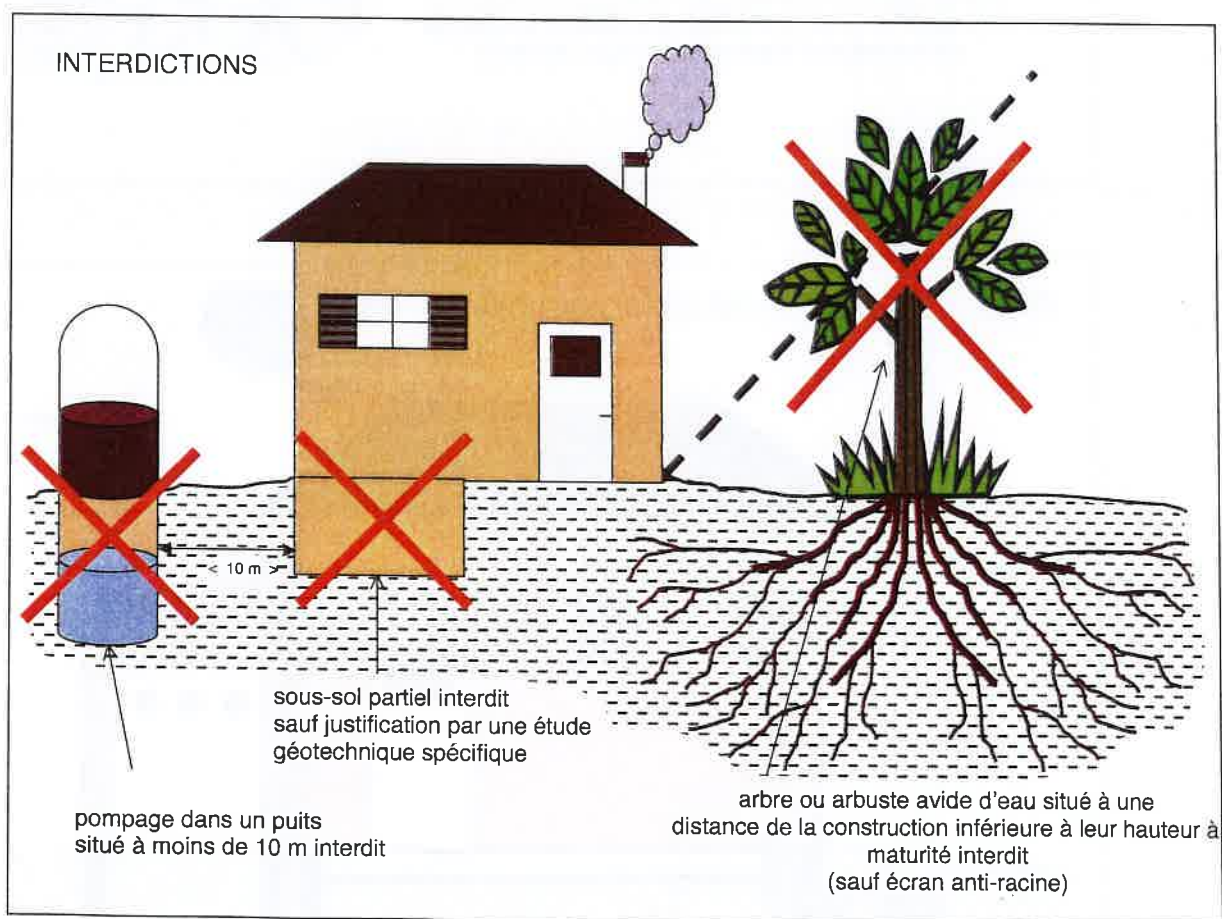 INTERDICTIONS
< 10 m >
sous-sol partiel interdit
sauf justification par une étude
géotechnique spécifique
pompage dans un puits
situé à moins de 10 m interdit
arbre ou arbuste avide d'eau situé à une
distance de la construction inférieure à leur hauteur à
maturité interdit
(sauf écran anti-racine)